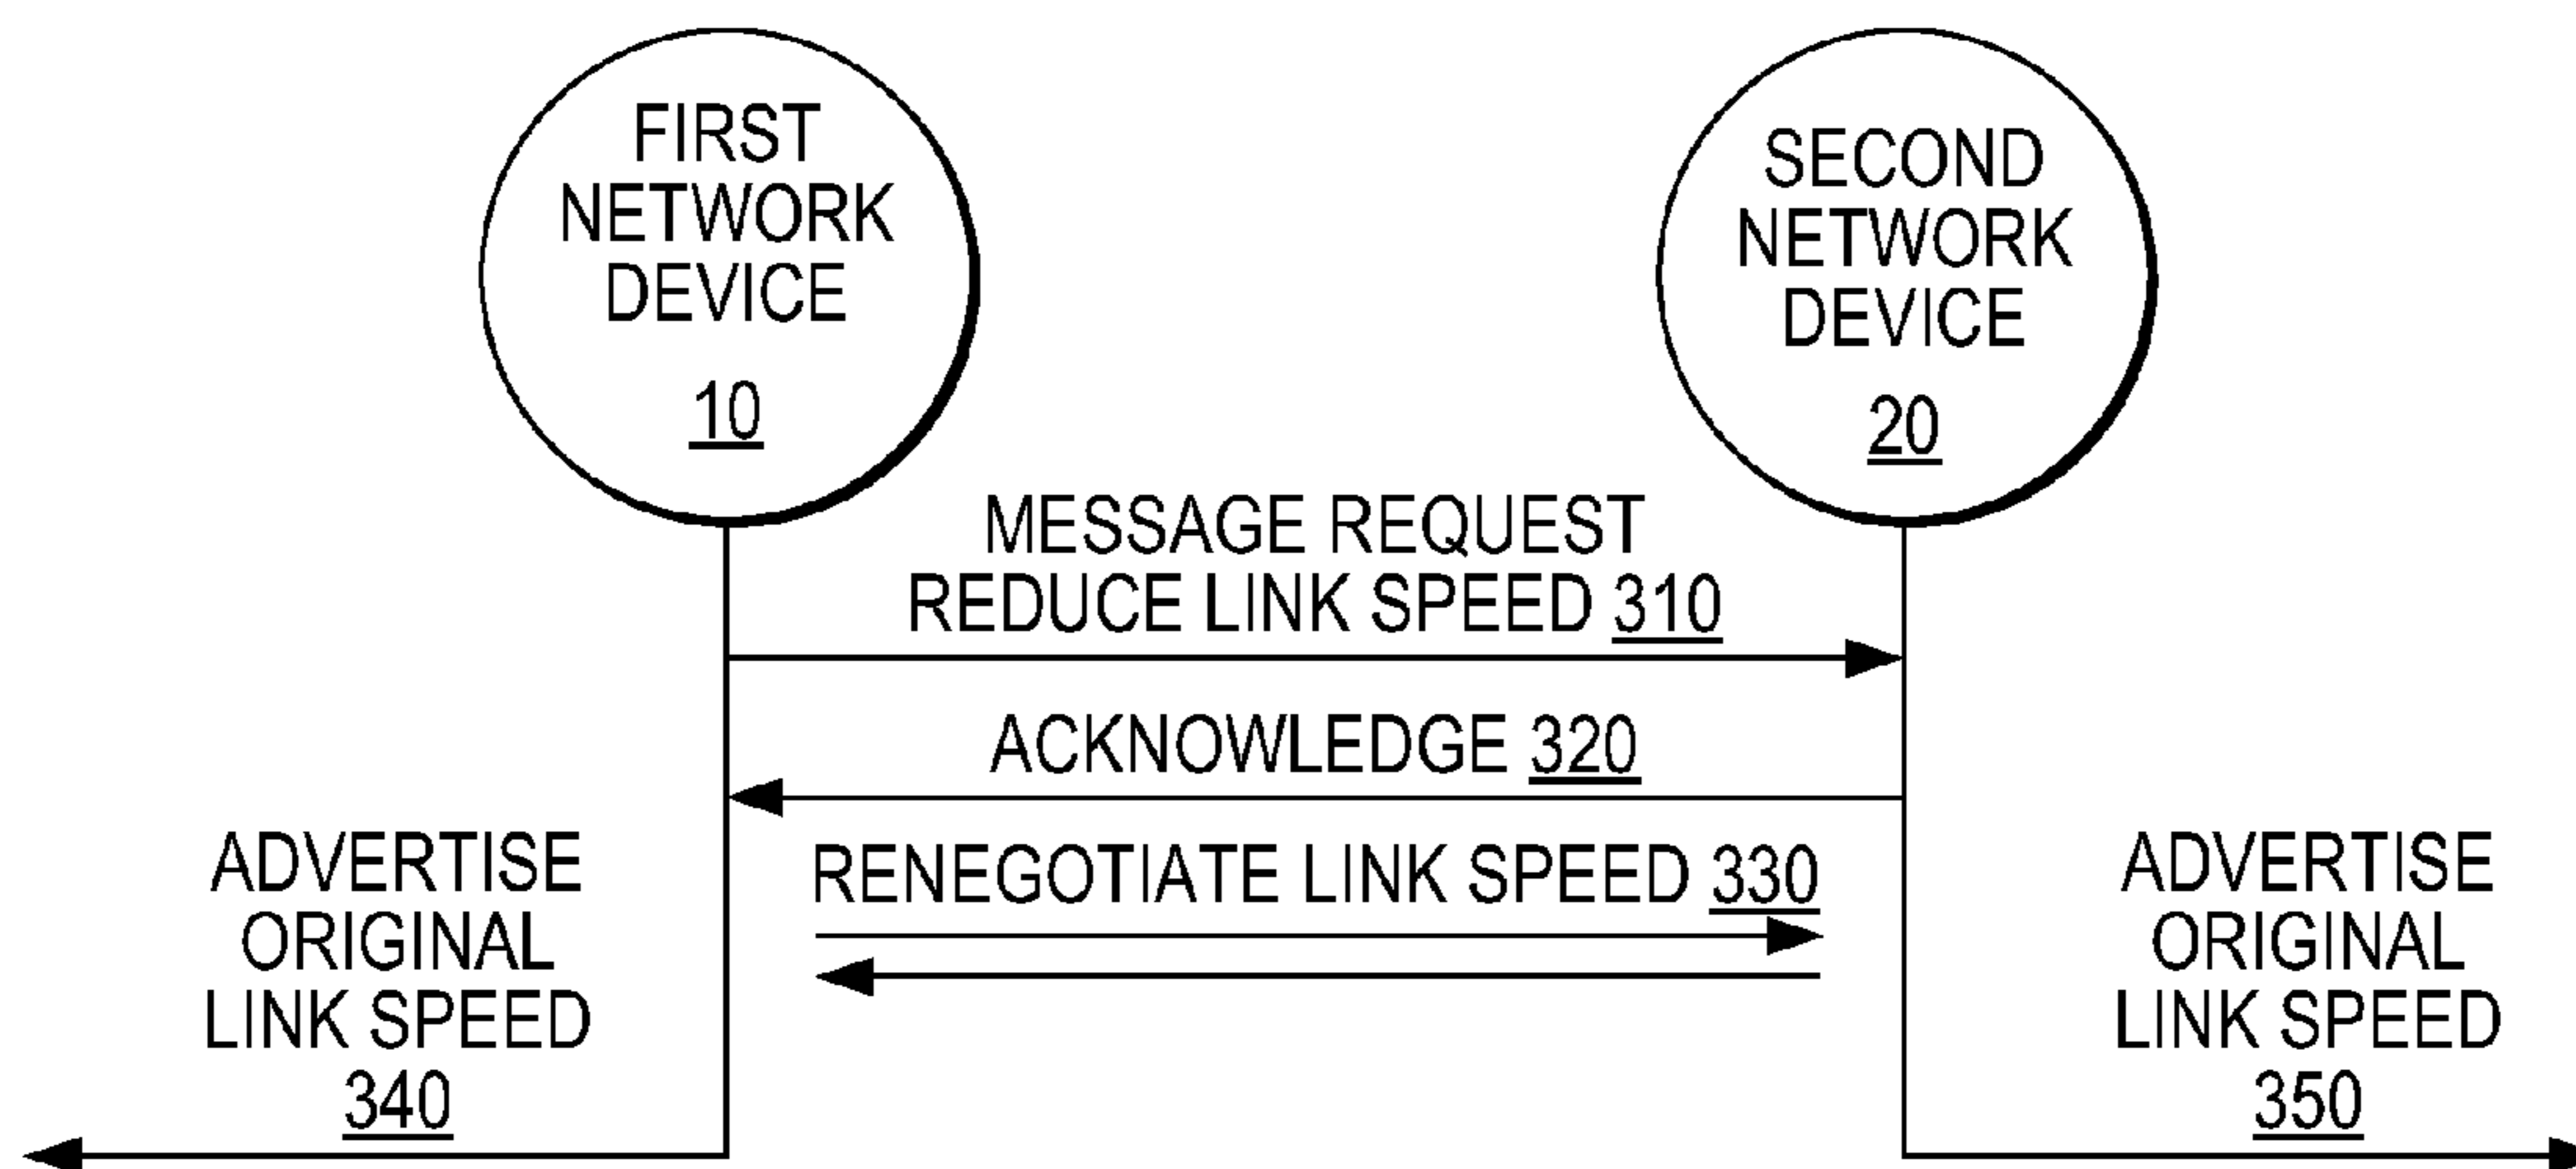 FIRST
NETWORK
DEVICE
10
SECOND
NETWORK
DEVICE
20
MESSAGE REQUEST
REDUCE LINK SPEED 310
ACKNOWLEDGE 320
RENEGOTIATE LINK SPEED 330
ADVERTISE
ORIGINAL
LINK SPEED
340
ADVERTISE
ORIGINAL
LINK SPEED
350